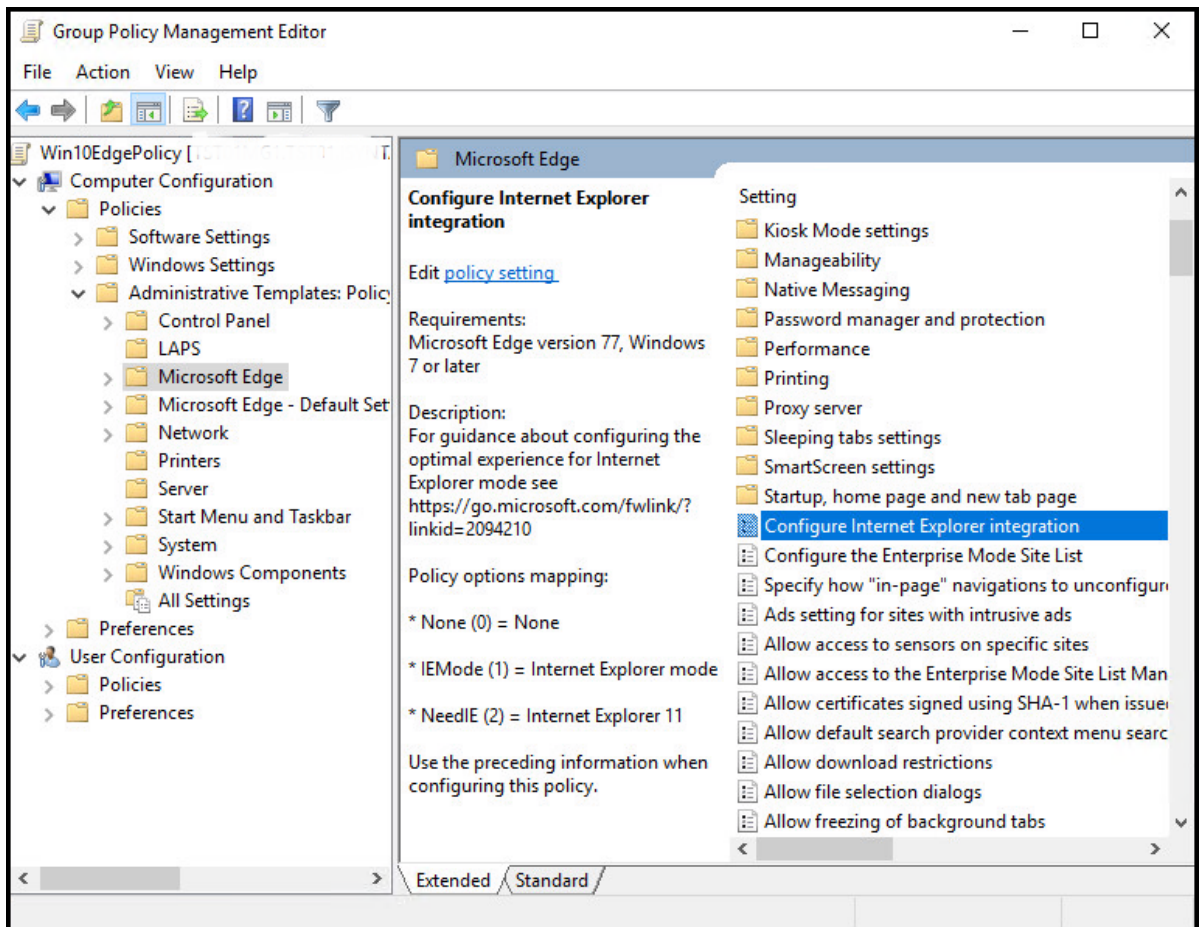 Group Policy Management Editor
File Action View Help
Win10EdgePolicy [
Computer Configuration
Policies
Software Settings
Windows Settings
Administrative Templates: Policy
Control Panel
LAPS
Microsoft Edge
Microsoft Edge - Default Set
Network
Printers
Server
Start Menu and Taskbar
System
Windows Components
All Settings
Preferences
User Configuration
Policies
Preferences
Microsoft Edge
Configure Internet Explorer
integration
Edit policy setting
Requirements:
Microsoft Edge version 77, Windows
7 or later
Description:
For guidance about configuring the
optimal experience for Internet
Explorer mode see
https://go.microsoft.com/fwlink/?
linkid=2094210
Policy options mapping:
* None (0) = None
* IEMode (1) = Internet Explorer mode
* NeedIE (2) = Internet Explorer 11
Use the preceding information when
configuring this policy.
Setting
Kiosk Mode settings
Manageability
Native Messaging
Password manager and protection
Performance
Printing
Proxy server
Sleeping tabs settings
SmartScreen settings
Startup, home page and new tab page
Configure Internet Explorer integration
Configure the Enterprise Mode Site List
Specify how "in-page" navigations to unconfigure
Ads setting for sites with intrusive ads
Allow access to sensors on specific sites
Allow access to the Enterprise Mode Site List Man
Allow certificates signed using SHA-1 when issue
Allow default search provider context menu searc
Allow download restrictions
Allow file selection dialogs
Allow freezing of background tabs
Extended Standard